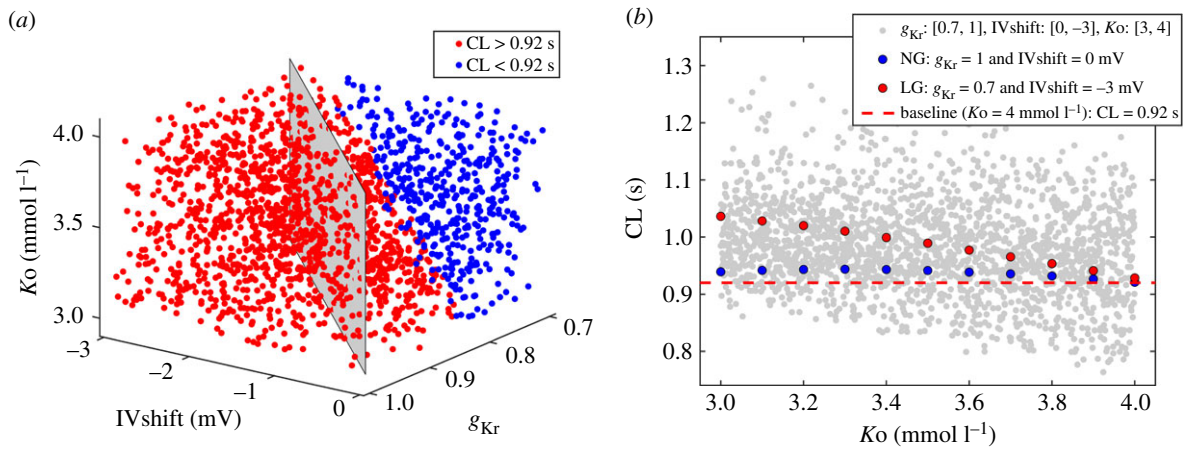 (a)
CL > 0.92 s
CL < 0.92 s
4.0
3.5
3.0
Ko (mmol l⁻¹)
–3
–2
–1
0
IVshift (mV)
1.0
0.9
0.8
0.7
gKr
(b)
gKr: [0.7, 1], IVshift: [0, –3], Ko: [3, 4]
NG: gKr = 1 and IVshift = 0 mV
LG: gKr = 0.7 and IVshift = –3 mV
baseline (Ko = 4 mmol l⁻¹): CL = 0.92 s
1.3
1.2
1.1
1.0
0.9
0.8
CL (s)
3.0 3.2 3.4 3.6 3.8 4.0
Ko (mmol l⁻¹)